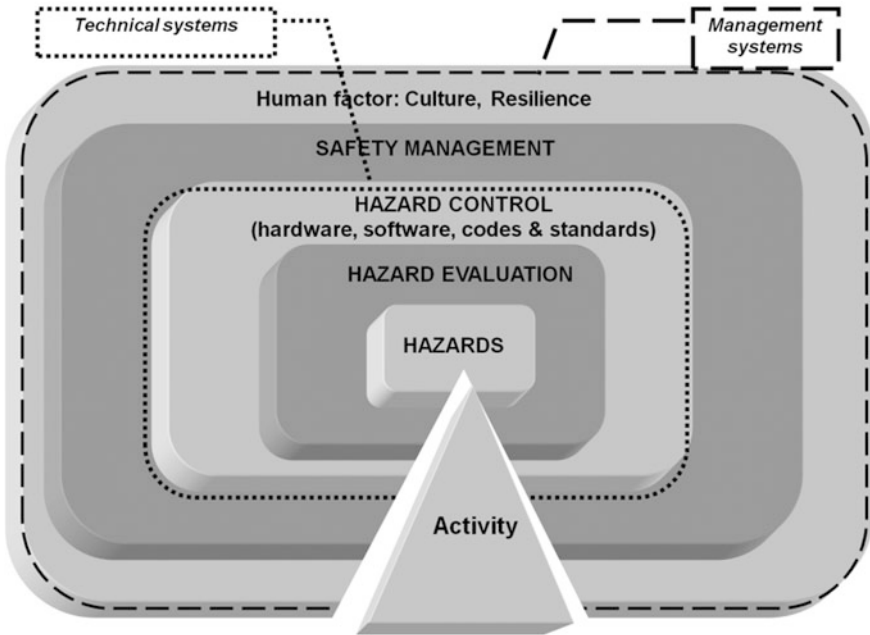 Technical systems
Management
systems
Human factor: Culture, Resilience
SAFETY MANAGEMENT
HAZARD CONTROL
(hardware, software, codes & standards)
HAZARD EVALUATION
HAZARDS
Activity